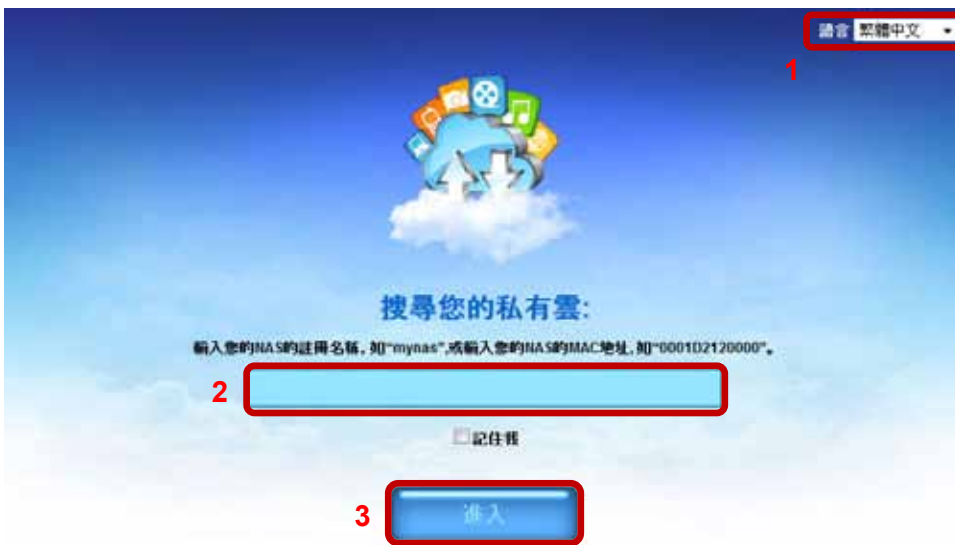 語言 繁體中文
1
搜尋您的私有雲:
輸入您的NAS的註冊名稱，如"mynas",或輸入您的NAS的MAC地址，如"000102120000"。
2
記住我
3
進入